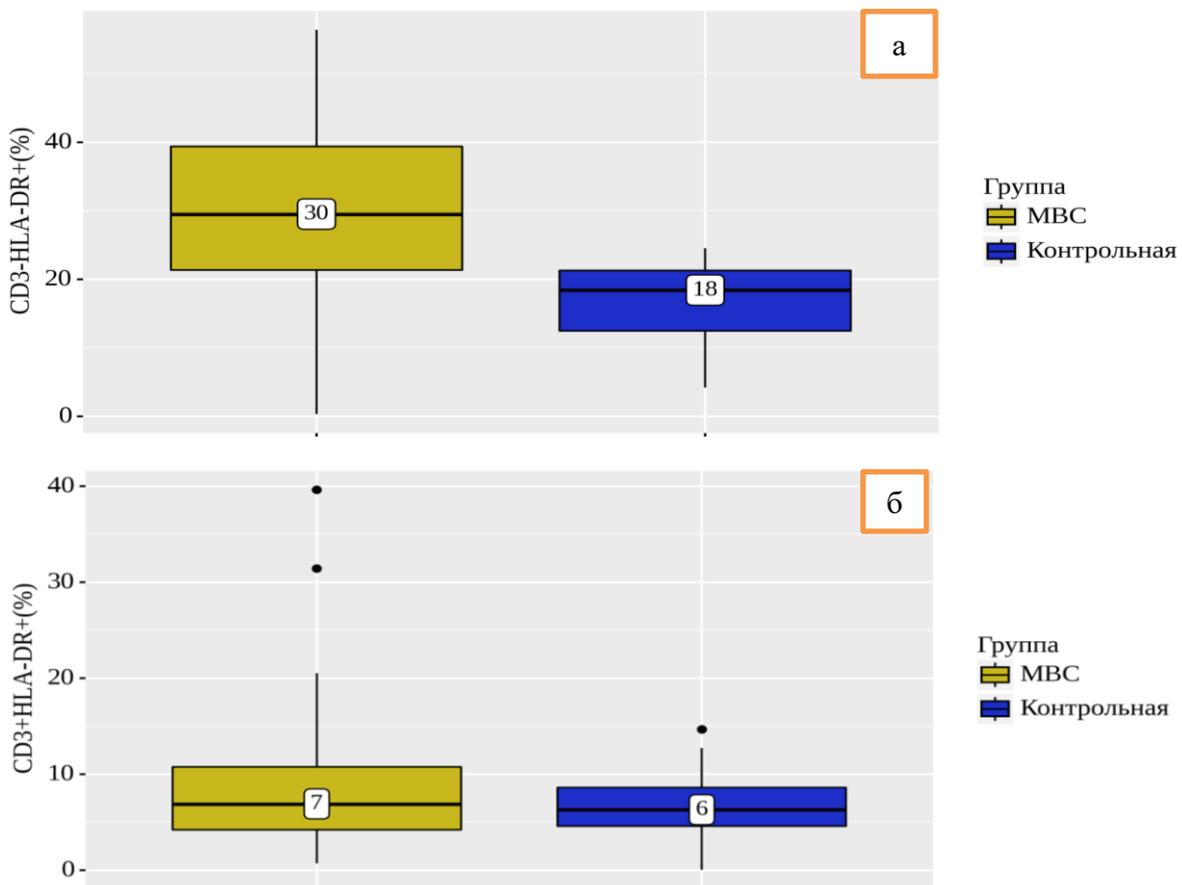 а
CD3-HLA-DR+(%)
40
20
0
30
18
Группа
МВС
Контрольная
б
CD3+HLA-DR+(%)
40
30
20
10
0
7
6
Группа
МВС
Контрольная